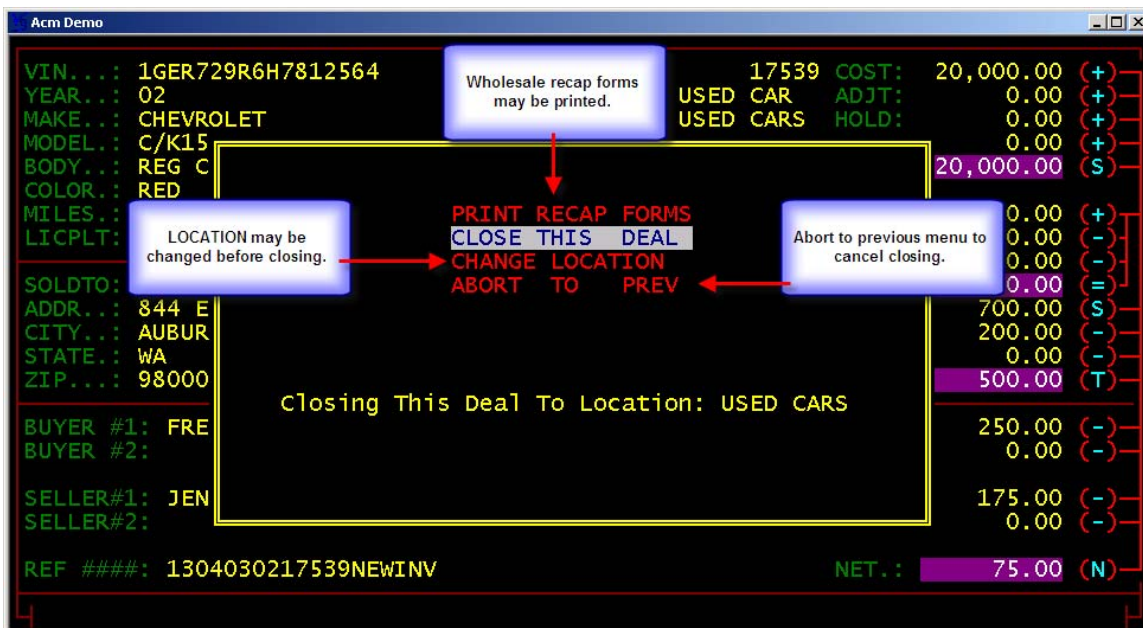 Acm Demo
VIN...: 1GER729R6H7812564 17539 COST: 20,000.00 (+)
YEAR..: 02 USED CAR ADJT: 0.00 (+)
MAKE..: CHEVROLET USED CARS HOLD: 0.00 (+)
MODEL.: C/K15 0.00 (+)
BODY..: REG C 20,000.00 (S)
COLOR.: RED
MILES.: 0.00 (+)
LICPLT: 0.00 (-)
0.00 (-)
SOLDTO: 0.00 (=)
ADDR..: 844 E 700.00 (S)
CITY..: AUBUR 200.00 (-)
STATE.: WA 0.00 (-)
ZIP...: 98000 500.00 (T)
BUYER #1: FRE 250.00 (-)
BUYER #2: 0.00 (-)
SELLER#1: JEN 175.00 (-)
SELLER#2: 0.00 (-)
REF ####: 1304030217539NEWINV NET.: 75.00 (N)
Wholesale recap forms
may be printed.
PRINT RECAP FORMS
CLOSE THIS DEAL
CHANGE LOCATION
ABORT TO PREV
LOCATION may be
changed before closing.
Abort to previous menu to
cancel closing.
Closing This Deal To Location: USED CARS